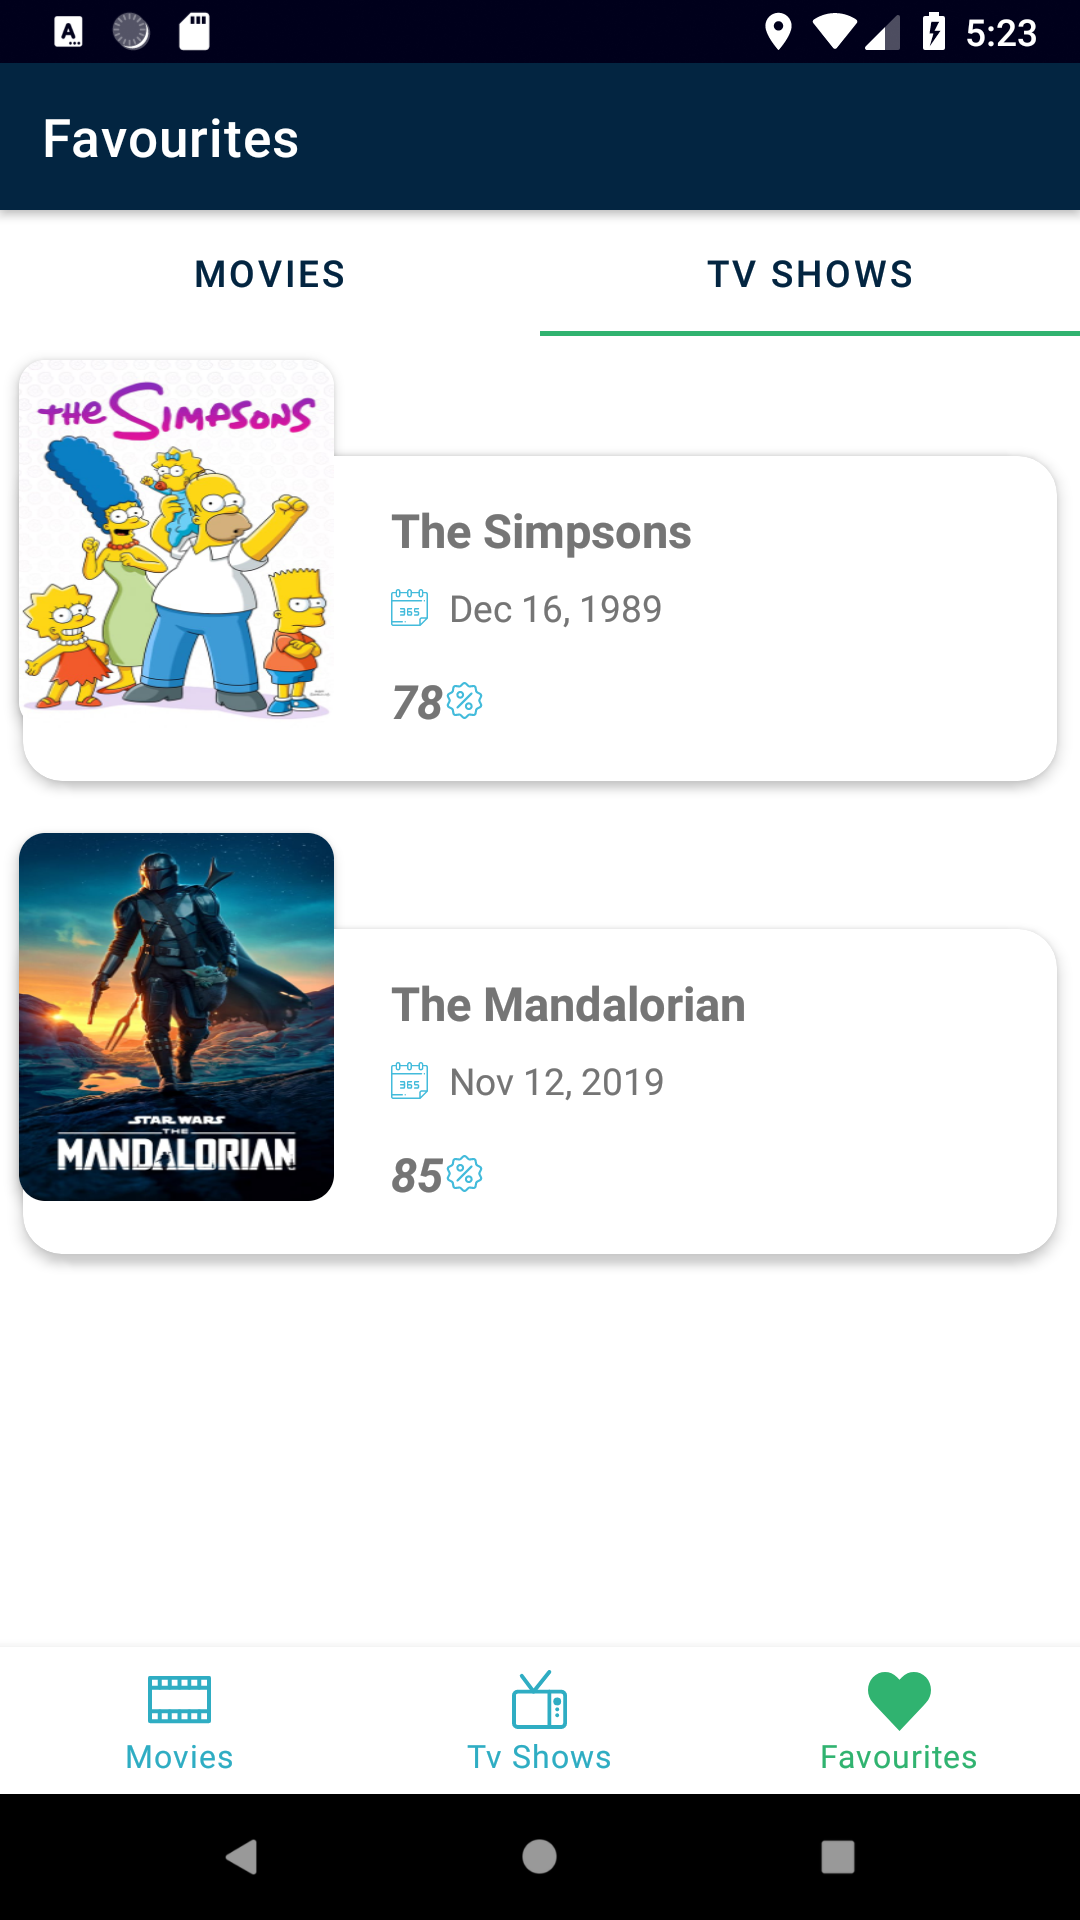 A
5:23
Favourites
MOVIES
TV SHOWS
THE SIMPSONS
The Simpsons
365
Dec 16, 1989
78%
STAR WARS
THE
MANDALORIAN
The Mandalorian
365
Nov 12, 2019
85%
Movies
Tv Shows
Favourites